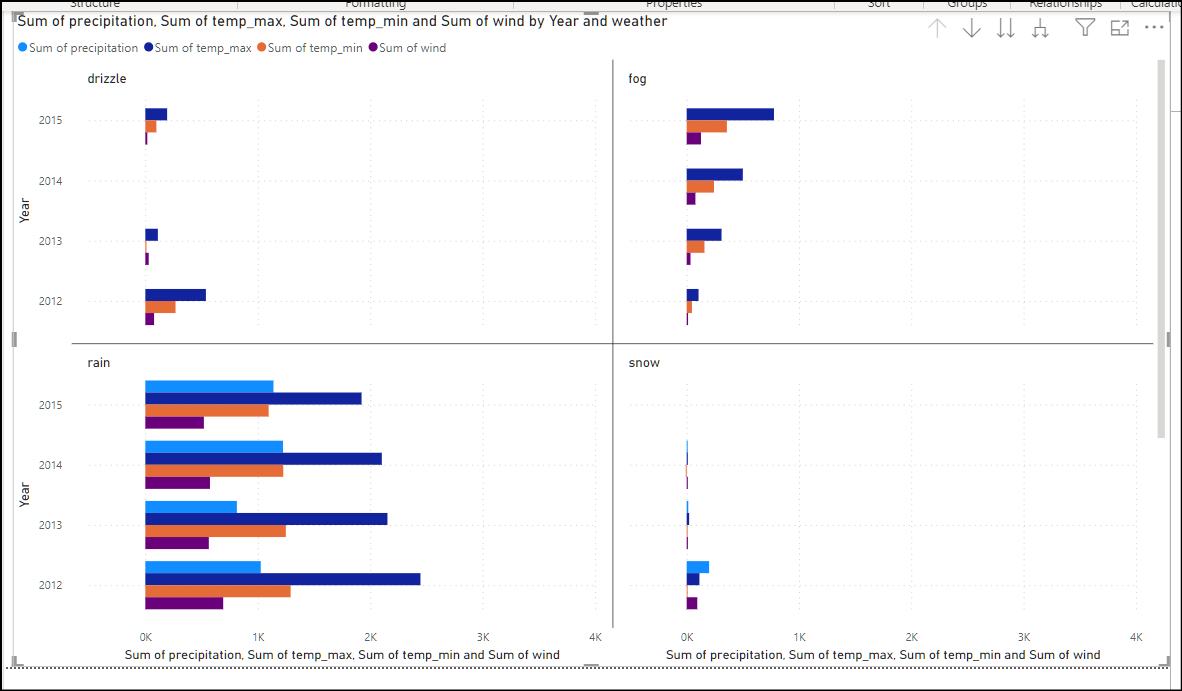 Structure Formatting Properties Sort Groups Relationships
Sum of precipitation, Sum of temp_max, Sum of temp_min and Sum of wind by Year and weather
Sum of precipitation Sum of temp_max Sum of temp_min Sum of wind
drizzle fog
2015
2014
2013
2012
Year
rain snow
2015
2014
2013
2012
Year
0K 1K 2K 3K 4K 0K 1K 2K 3K 4K
Sum of precipitation, Sum of temp_max, Sum of temp_min and Sum of wind Sum of precipitation, Sum of temp_max, Sum of temp_min and Sum of wind